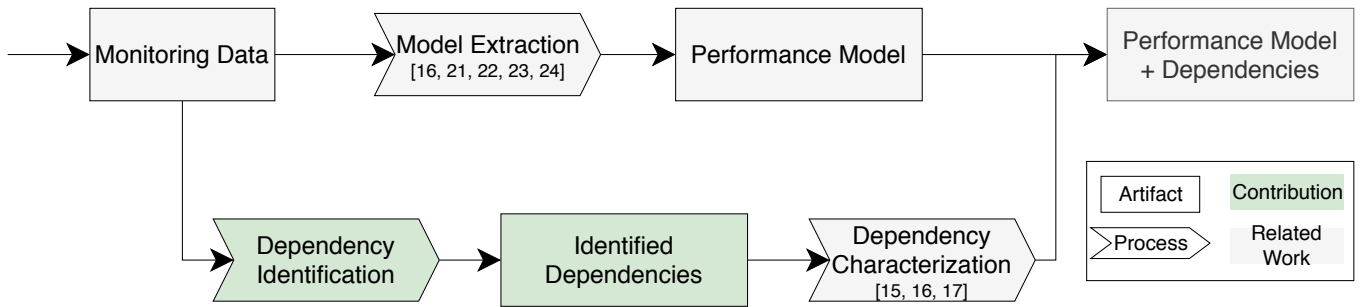 Monitoring Data
Model Extraction
[16, 21, 22, 23, 24]
Performance Model
Performance Model
+ Dependencies
Dependency
Identification
Identified
Dependencies
Dependency
Characterization
[15, 16, 17]
Artifact
Contribution
Process
Related
Work